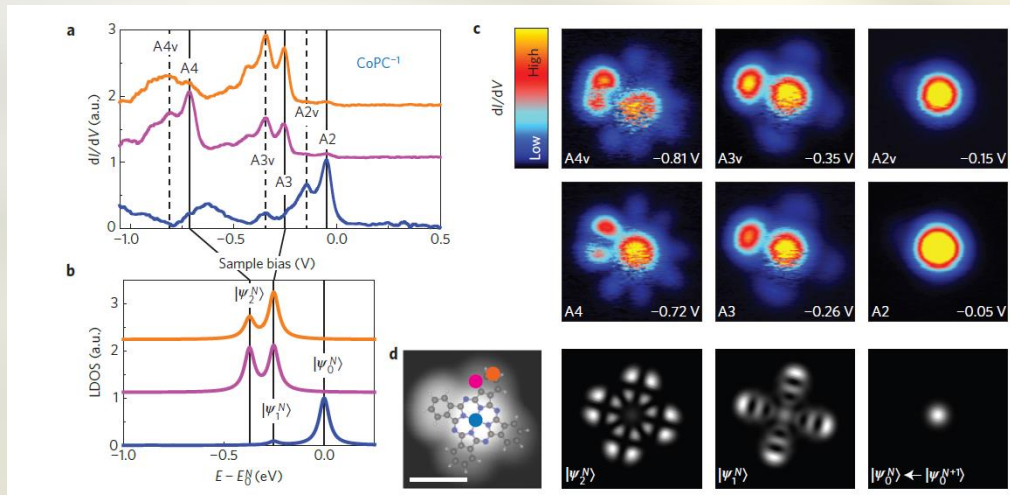 a
3
2
1
0
dI/dV (a.u.)
A4v
A4
CoPC⁻¹
A2v
A2
A3v
A3
-1.0
-0.5
0.0
0.5
Sample bias (V)
b
3
2
1
0
LDOS (a.u.)
|ψ₂ᴺ⟩
|ψ₁ᴺ⟩
|ψ₀ᴺ⟩
-1.0
-0.5
0.0
E − E₀ᴺ (eV)
c
High
Low
dI/dV
A4v −0.81 V
A3v −0.35 V
A2v −0.15 V
A4 −0.72 V
A3 −0.26 V
A2 −0.05 V
d
|ψ₂ᴺ⟩
|ψ₁ᴺ⟩
|ψ₀ᴺ⟩ ← |ψ₀ᴺ⁺¹⟩